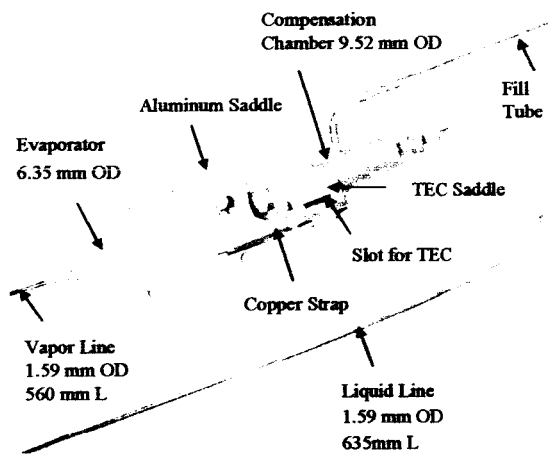 Compensation
Chamber 9.52 mm OD
Fill
Tube
Aluminum Saddle
Evaporator
6.35 mm OD
TEC Saddle
Slot for TEC
Copper Strap
Vapor Line
1.59 mm OD
560 mm L
Liquid Line
1.59 mm OD
635mm L